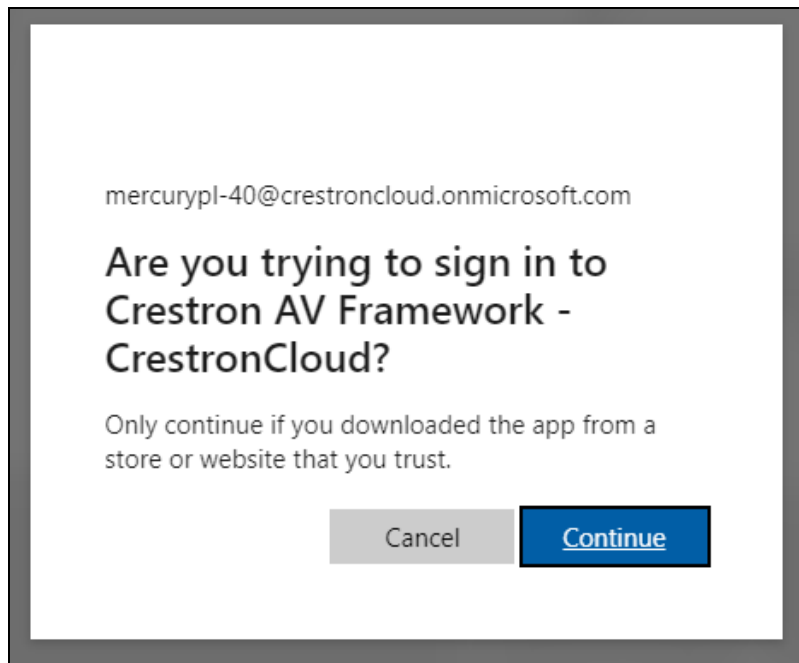 mercurypl-40@crestroncloud.onmicrosoft.com
Are you trying to sign in to
Crestron AV Framework -
CrestronCloud?
Only continue if you downloaded the app from a
store or website that you trust.
Cancel Continue